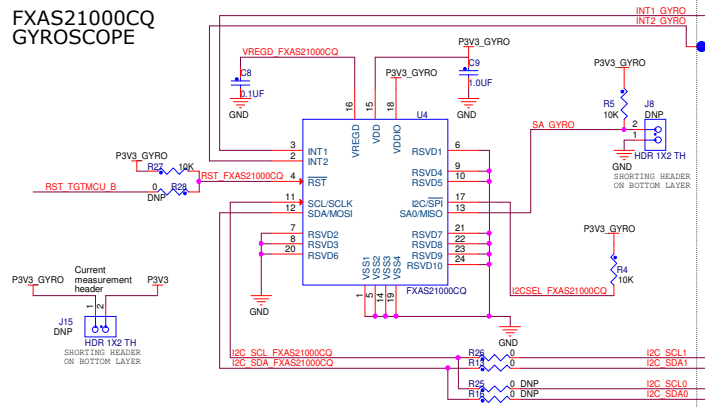 FXAS21000CQ
GYROSCOPE
INT1_GYRO
INT2_GYRO
VREGD_FXAS21000CQ
P3V3_GYRO
C8
0.1UF
GND
C9
1.0UF
GND
P3V3_GYRO
P3V3_GYRO
R5
10K
J8
DNP
SA_GYRO
2
1
HDR 1X2 TH
GND
SHORTING HEADER
ON BOTTOM LAYER
16
15
18
U4
VREGD
VDD
VDDIO
3
INT1
2
INT2
4
RST
11
SCL/SCLK
12
SDA/MOSI
7
RSVD2
8
RSVD3
20
RSVD6
RSVD1
6
RSVD4
9
RSVD5
10
I2C/SPI
17
SA0/MISO
13
RSVD7
21
RSVD8
22
RSVD9
23
RSVD10
24
VSS1
VSS2
VSS3
VSS4
1
5
14
19
FXAS21000CQ
P3V3_GYRO
R27
10K
RST_FXAS21000CQ
RST_TGTMCU_B
0
R28
DNP
GND
P3V3_GYRO
R4
10K
I2CSEL_FXAS21000CQ
GND
Current
measurement
header
P3V3_GYRO
P3V3
1
2
J15
DNP
HDR 1X2 TH
SHORTING HEADER
ON BOTTOM LAYER
I2C_SCL_FXAS21000CQ
R26
0
I2C_SCL1
I2C_SDA_FXAS21000CQ
R13
0
I2C_SDA1
R25
0 DNP
I2C_SCL0
R16
0 DNP
I2C_SDA0